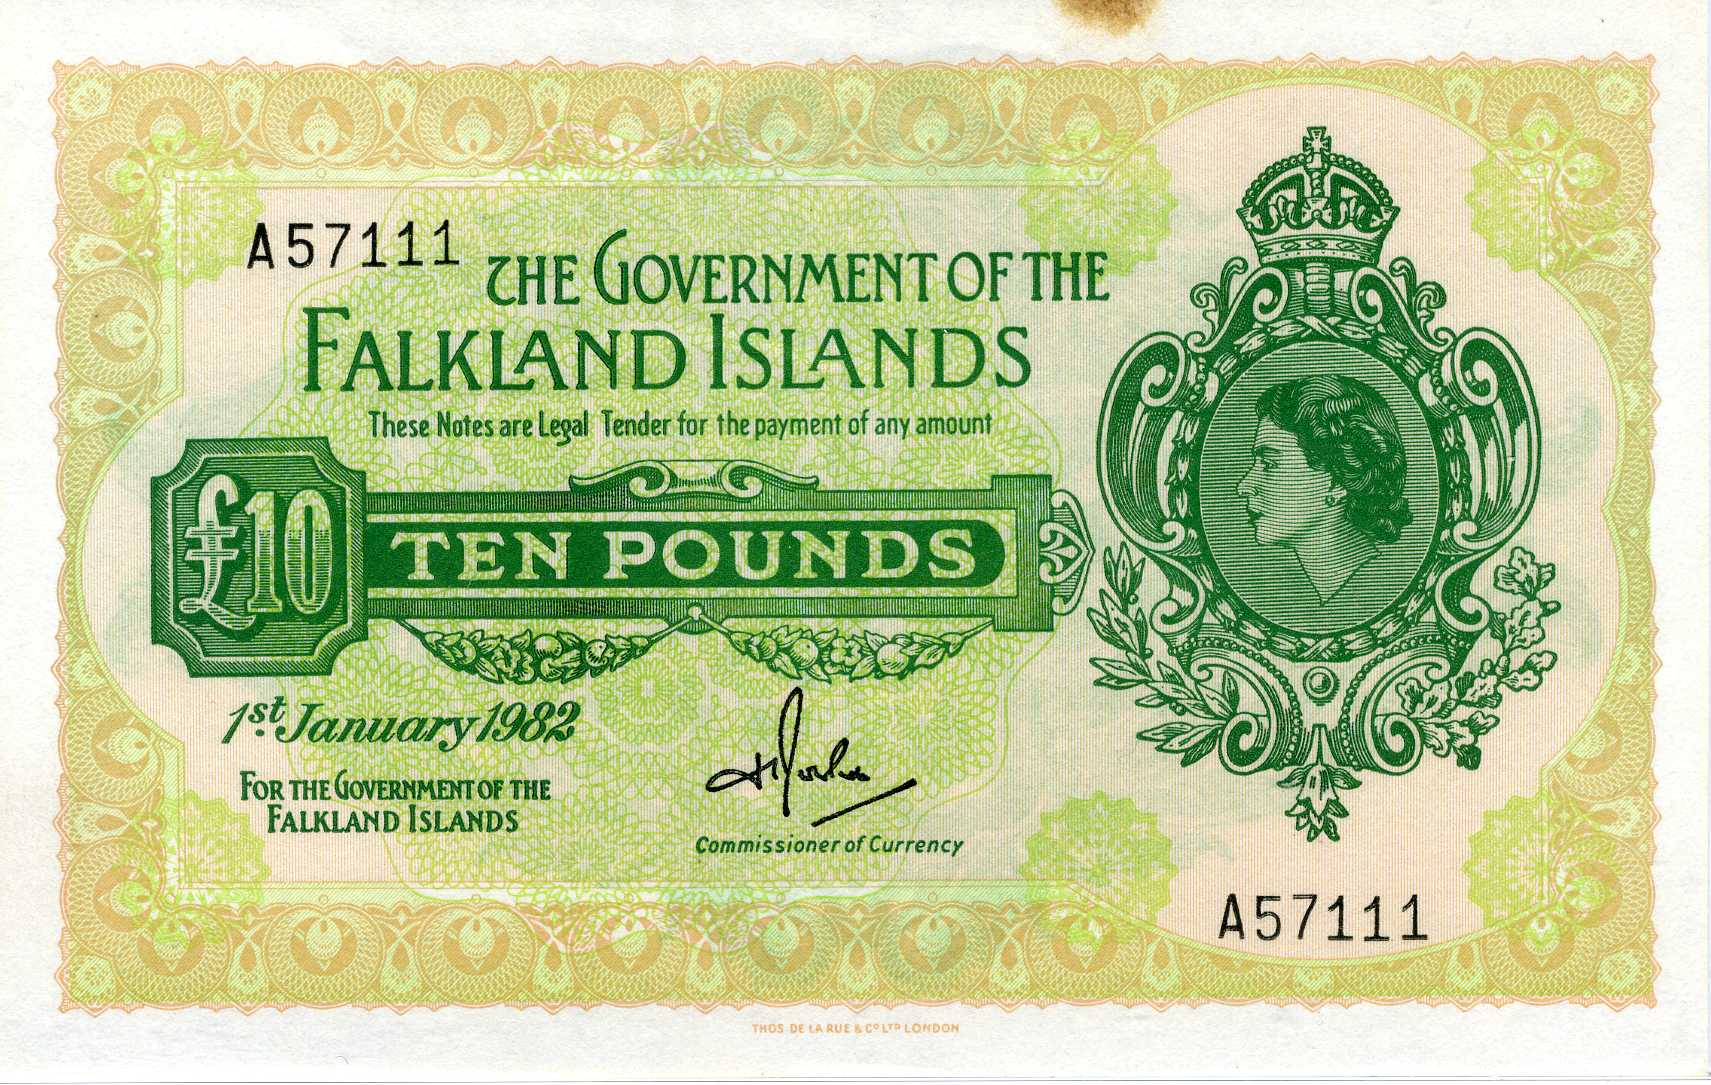 A57111
THE GOVERNMENT OF THE
FALKLAND ISLANDS
These Notes are Legal Tender for the payment of any amount
£10
TEN POUNDS
1st January 1982
FOR THE GOVERNMENT OF THE
FALKLAND ISLANDS
Commissioner of Currency
A57111
THOS DE LA RUE & CO LTD LONDON